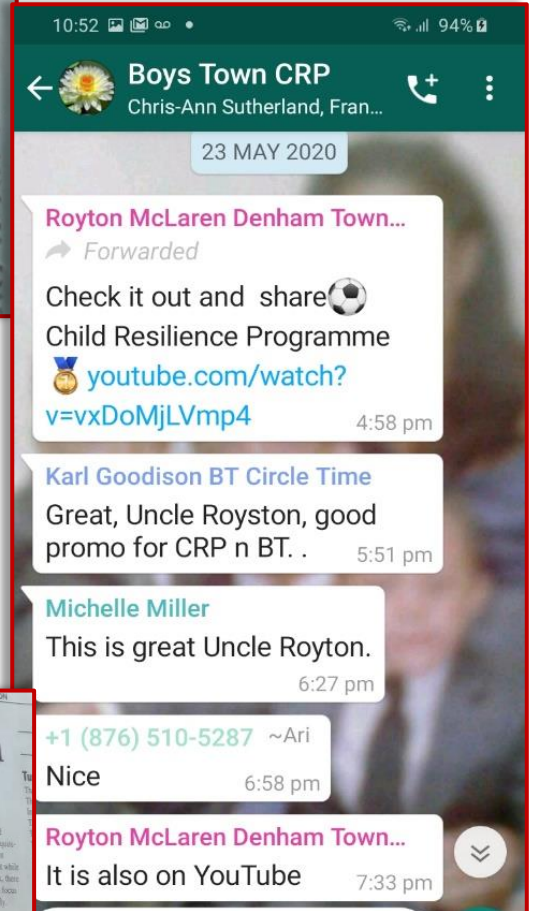 10:52 94%
Boys Town CRP
Chris-Ann Sutherland, Fran...
23 MAY 2020
Royton McLaren Denham Town...
Forwarded
Check it out and share⚽
Child Resilience Programme
🏅 youtube.com/watch?
v=vxDoMjLVmp4 4:58 pm
Karl Goodison BT Circle Time
Great, Uncle Royston, good
promo for CRP n BT. . 5:51 pm
Michelle Miller
This is great Uncle Royton.
6:27 pm
+1 (876) 510-5287 ~Ari
Nice 6:58 pm
Royton McLaren Denham Town...
It is also on YouTube 7:33 pm